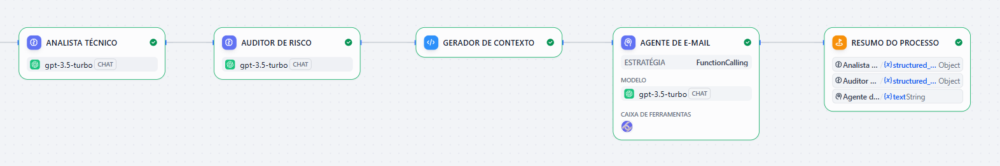 ANALISTA TÉCNICO
gpt-3.5-turbo CHAT
AUDITOR DE RISCO
gpt-3.5-turbo CHAT
GERADOR DE CONTEXTO
AGENTE DE E-MAIL
ESTRATÉGIA FunctionCalling
MODELO
gpt-3.5-turbo CHAT
CAIXA DE FERRAMENTAS
RESUMO DO PROCESSO
Analista ... / {x} structured_... Object
Auditor ... / {x} structured_... Object
Agente d... / {x} text String